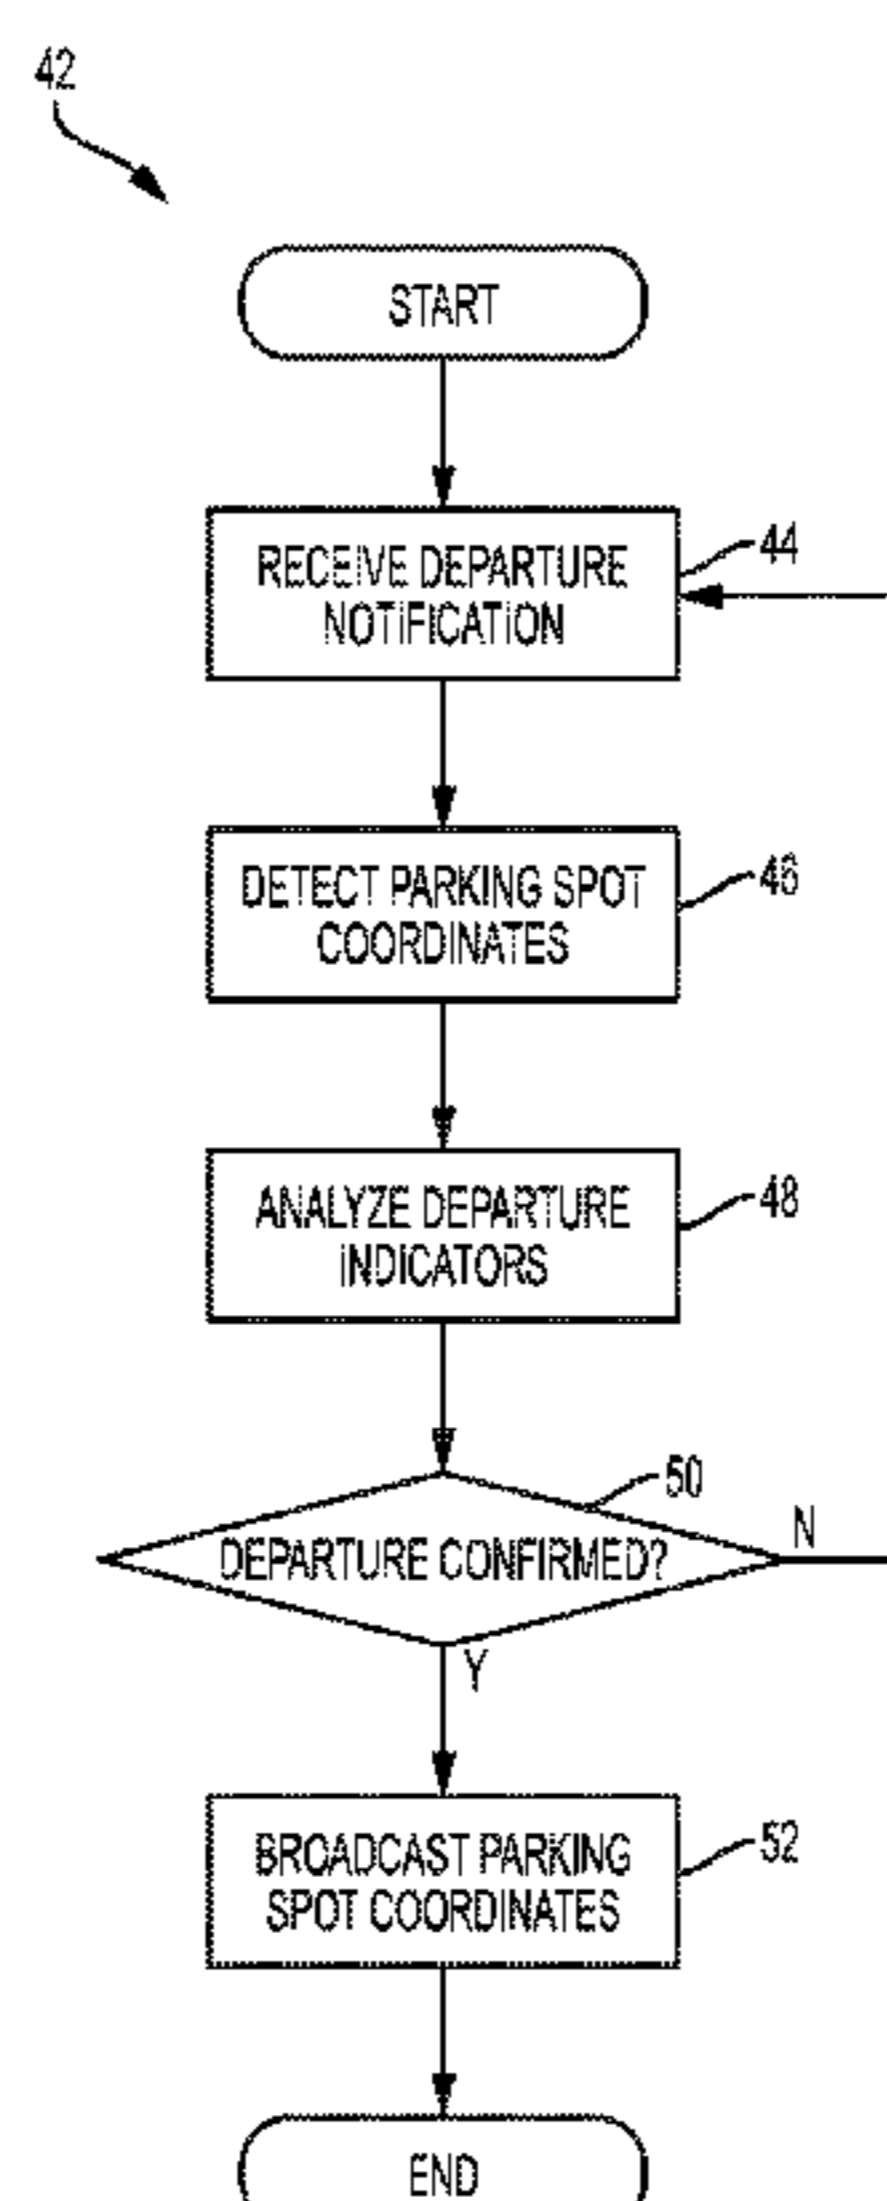 42
START
RECEIVE DEPARTURE
NOTIFICATION
44
DETECT PARKING SPOT
COORDINATES
46
ANALYZE DEPARTURE
INDICATORS
48
50
DEPARTURE CONFIRMED?
N
Y
BROADCAST PARKING
SPOT COORDINATES
52
END